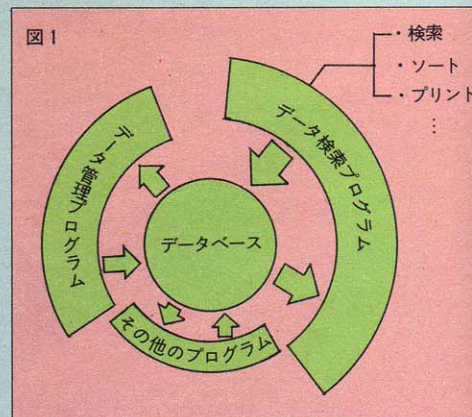 図1
・検索
・ソート
・プリント
⋮
データ検索プログラム
データ管理プログラム
データベース
その他のプログラム